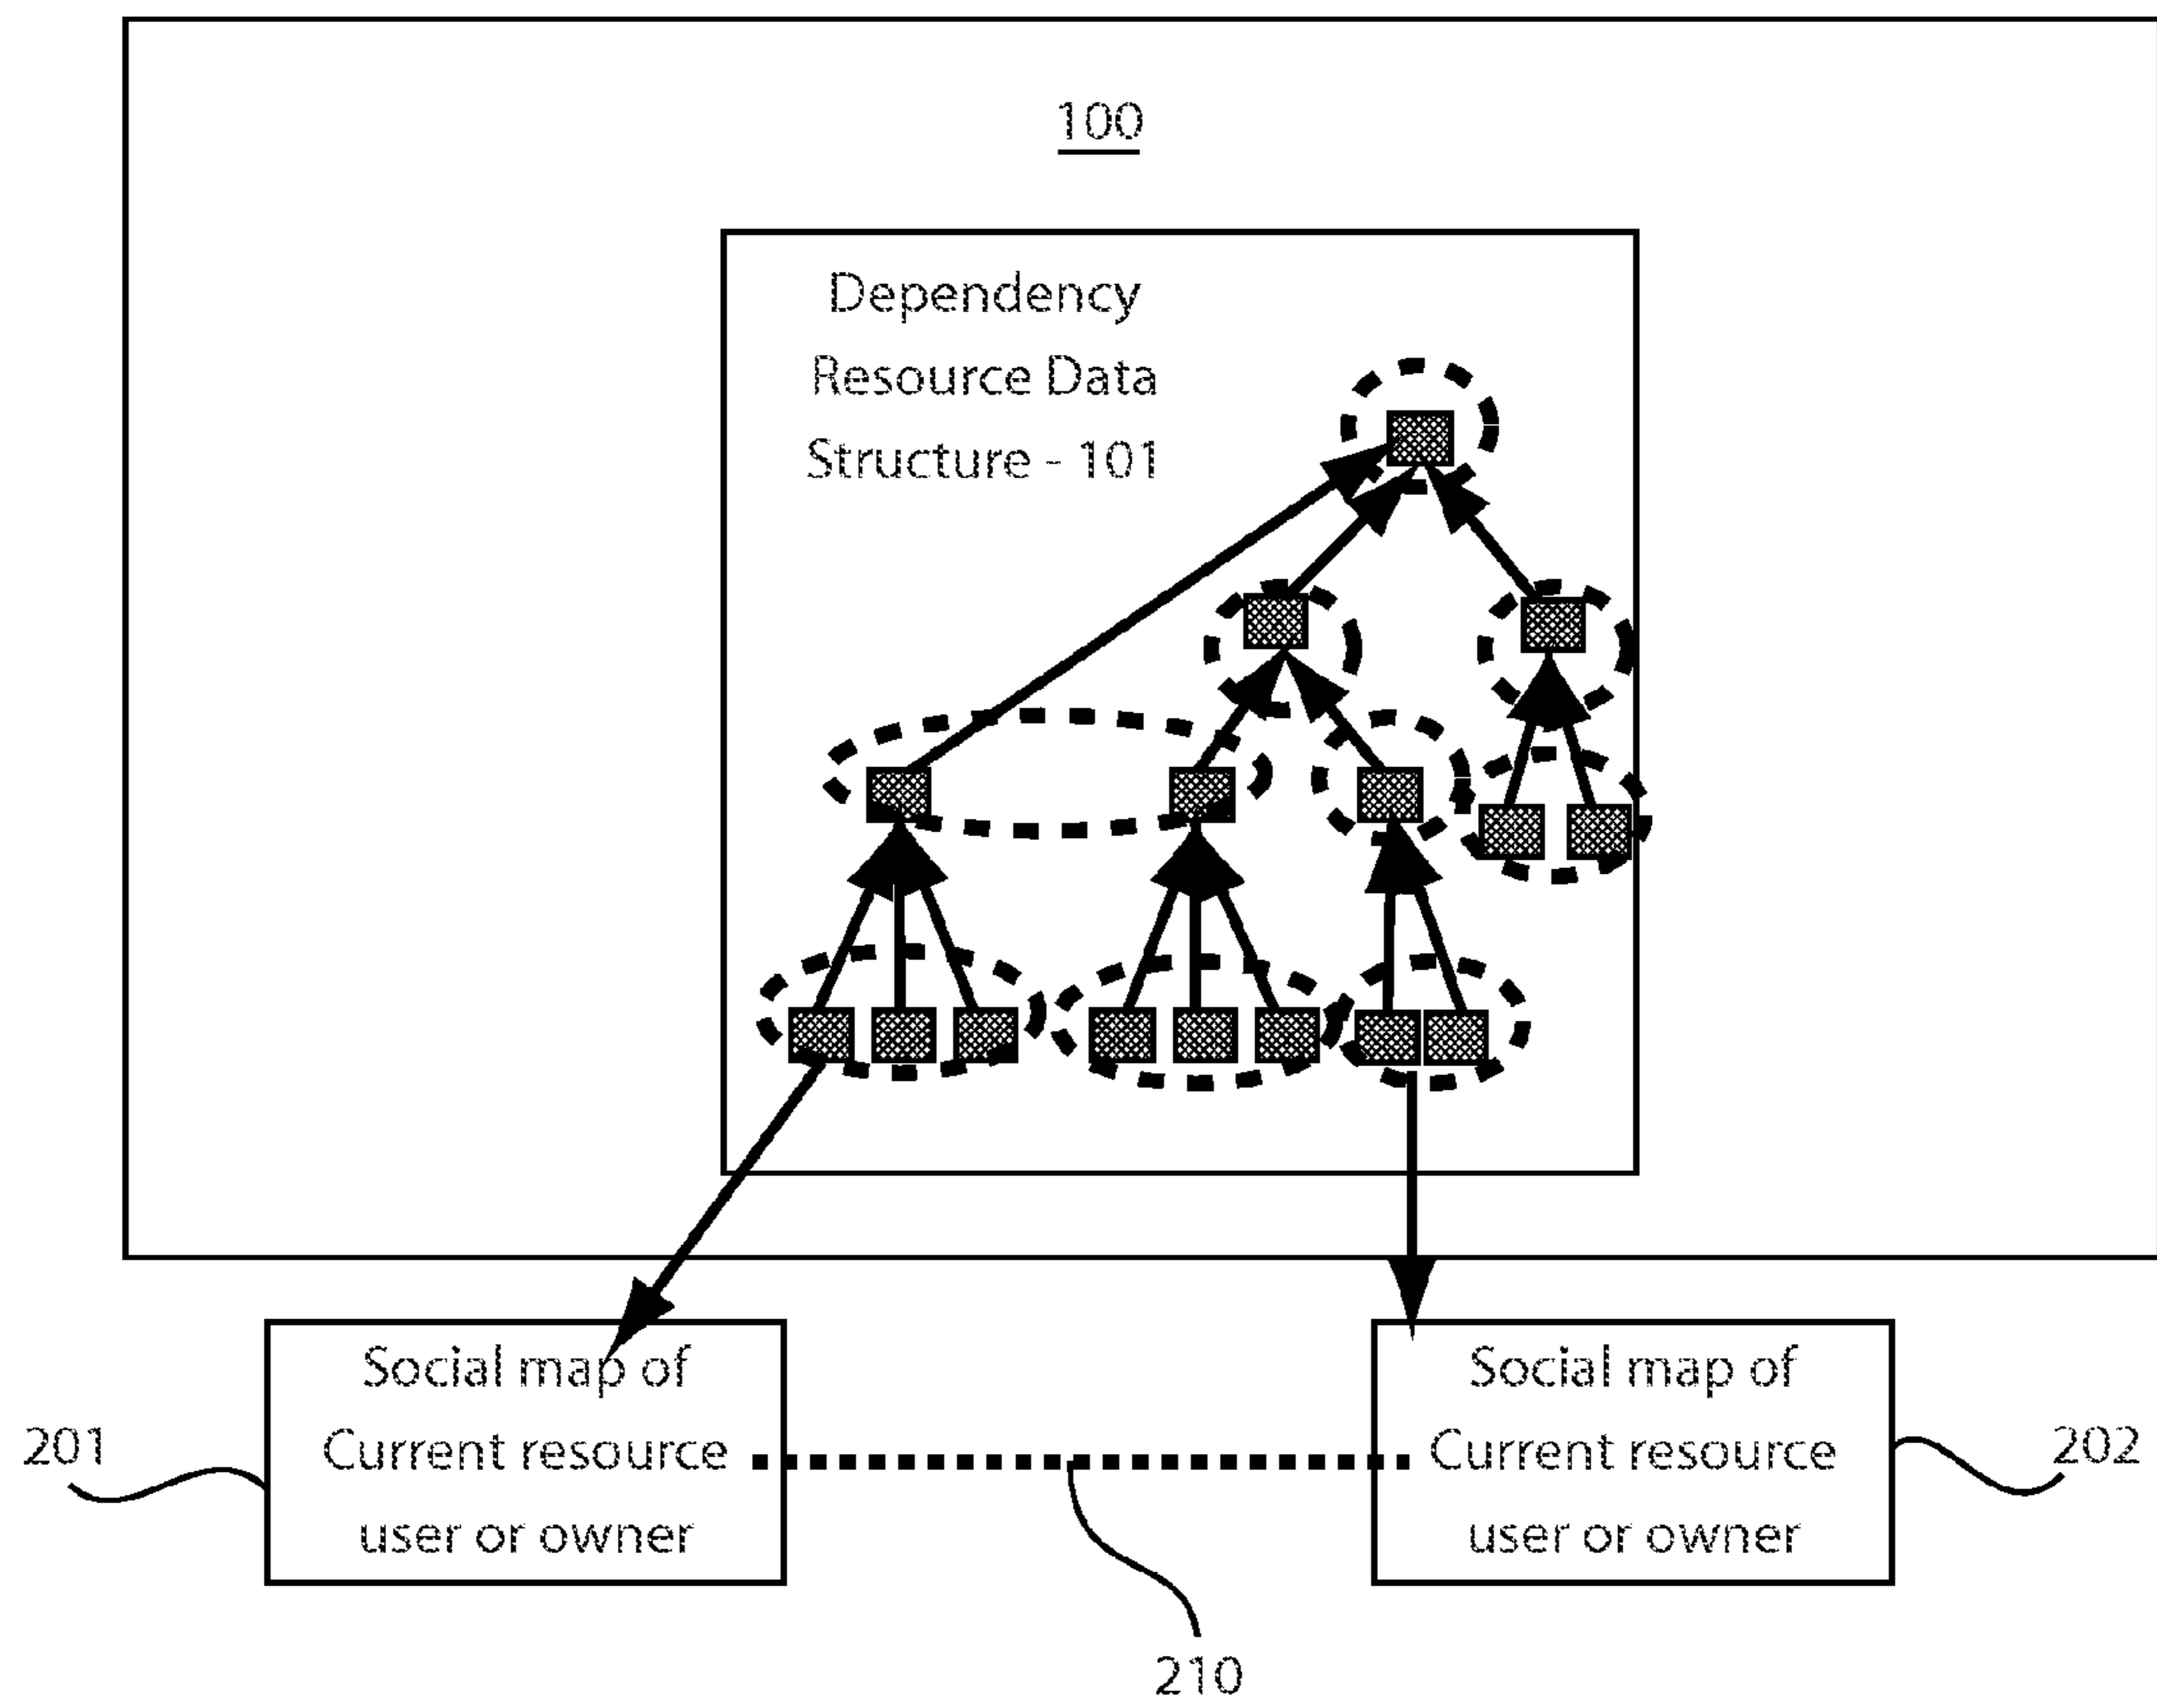 100
Dependency
Resource Data
Structure - 101
Social map of
Current resource
user or owner
Social map of
Current resource
user or owner
201
202
210